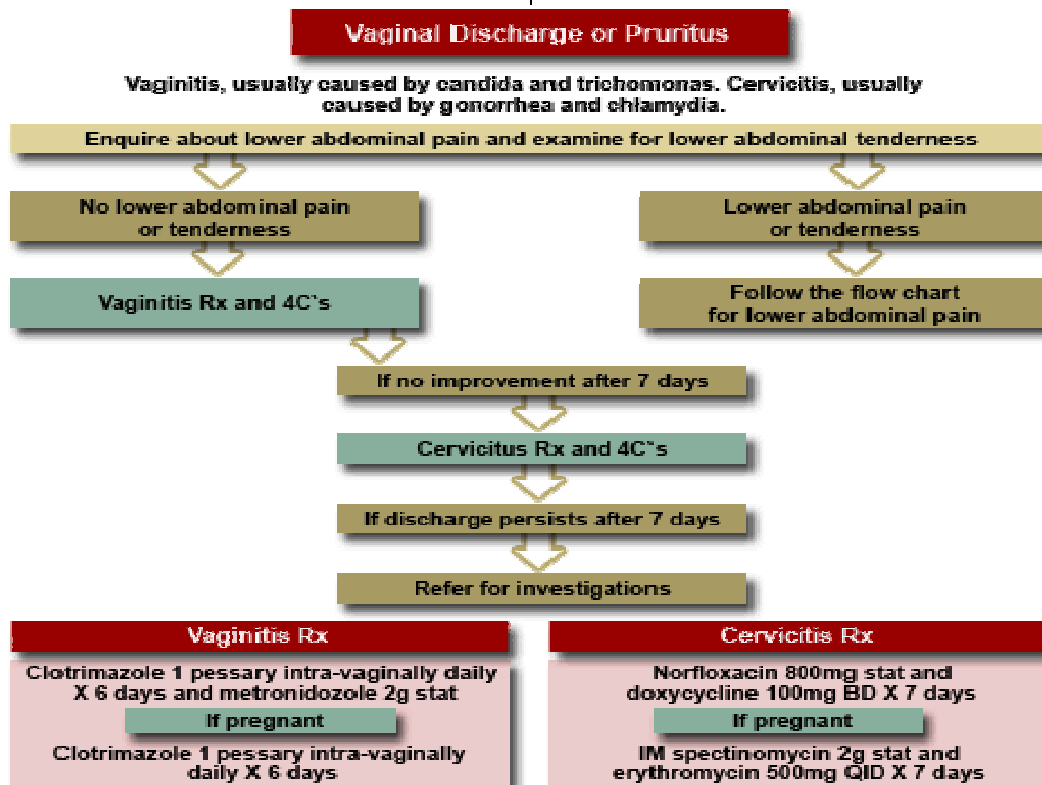 Vaginal Discharge or Pruritus
Vaginitis, usually caused by candida and trichomonas. Cervicitis, usually
caused by gonorrhea and chlamydia.
Enquire about lower abdominal pain and examine for lower abdominal tenderness
No lower abdominal pain
or tenderness
Lower abdominal pain
or tenderness
Vaginitis Rx and 4C`s
Follow the flow chart
for lower abdominal pain
If no improvement after 7 days
Cervicitus Rx and 4C`s
If discharge persists after 7 days
Refer for investigations
Vaginitis Rx
Clotrimazole 1 pessary intra-vaginally daily
X 6 days and metronidozole 2g stat
If pregnant
Clotrimazole 1 pessary intra-vaginally
daily X 6 days
Cervicitis Rx
Norfloxacin 800mg stat and
doxycycline 100mg BD X 7 days
If pregnant
IM spectinomycin 2g stat and
erythromycin 500mg QID X 7 days